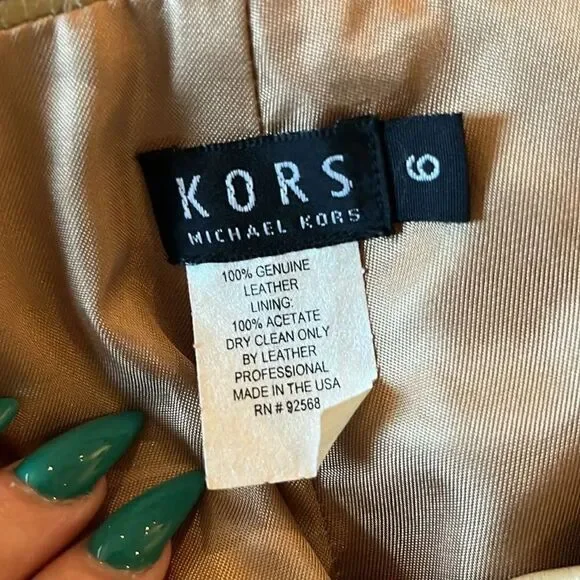 KORS
MICHAEL KORS
6
100% GENUINE
LEATHER
LINING:
100% ACETATE
DRY CLEAN ONLY
BY LEATHER
PROFESSIONAL
MADE IN THE USA
RN # 92568